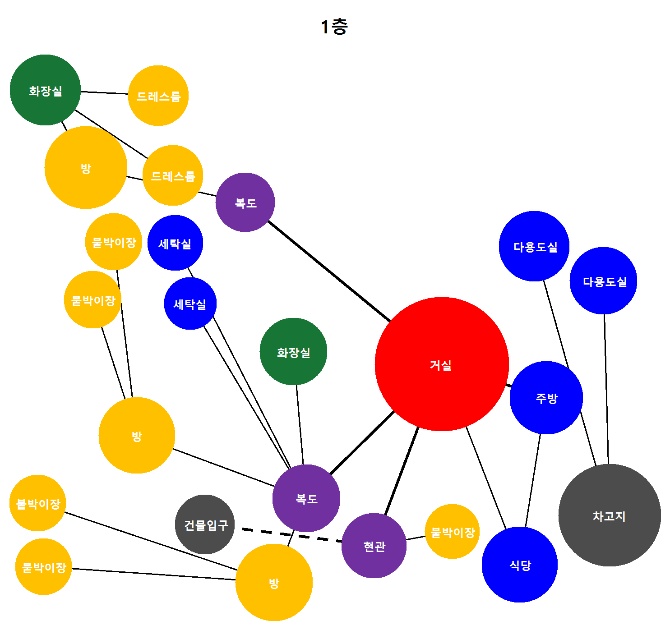 1층
화장실
드레스룸
방
드레스룸
복도
붙박이장
세탁실
다용도실
다용도실
붙박이장
세탁실
화장실
거실
주방
방
복도
붙박이장
건물입구
차고지
붙박이장
현관
식당
붙박이장
방